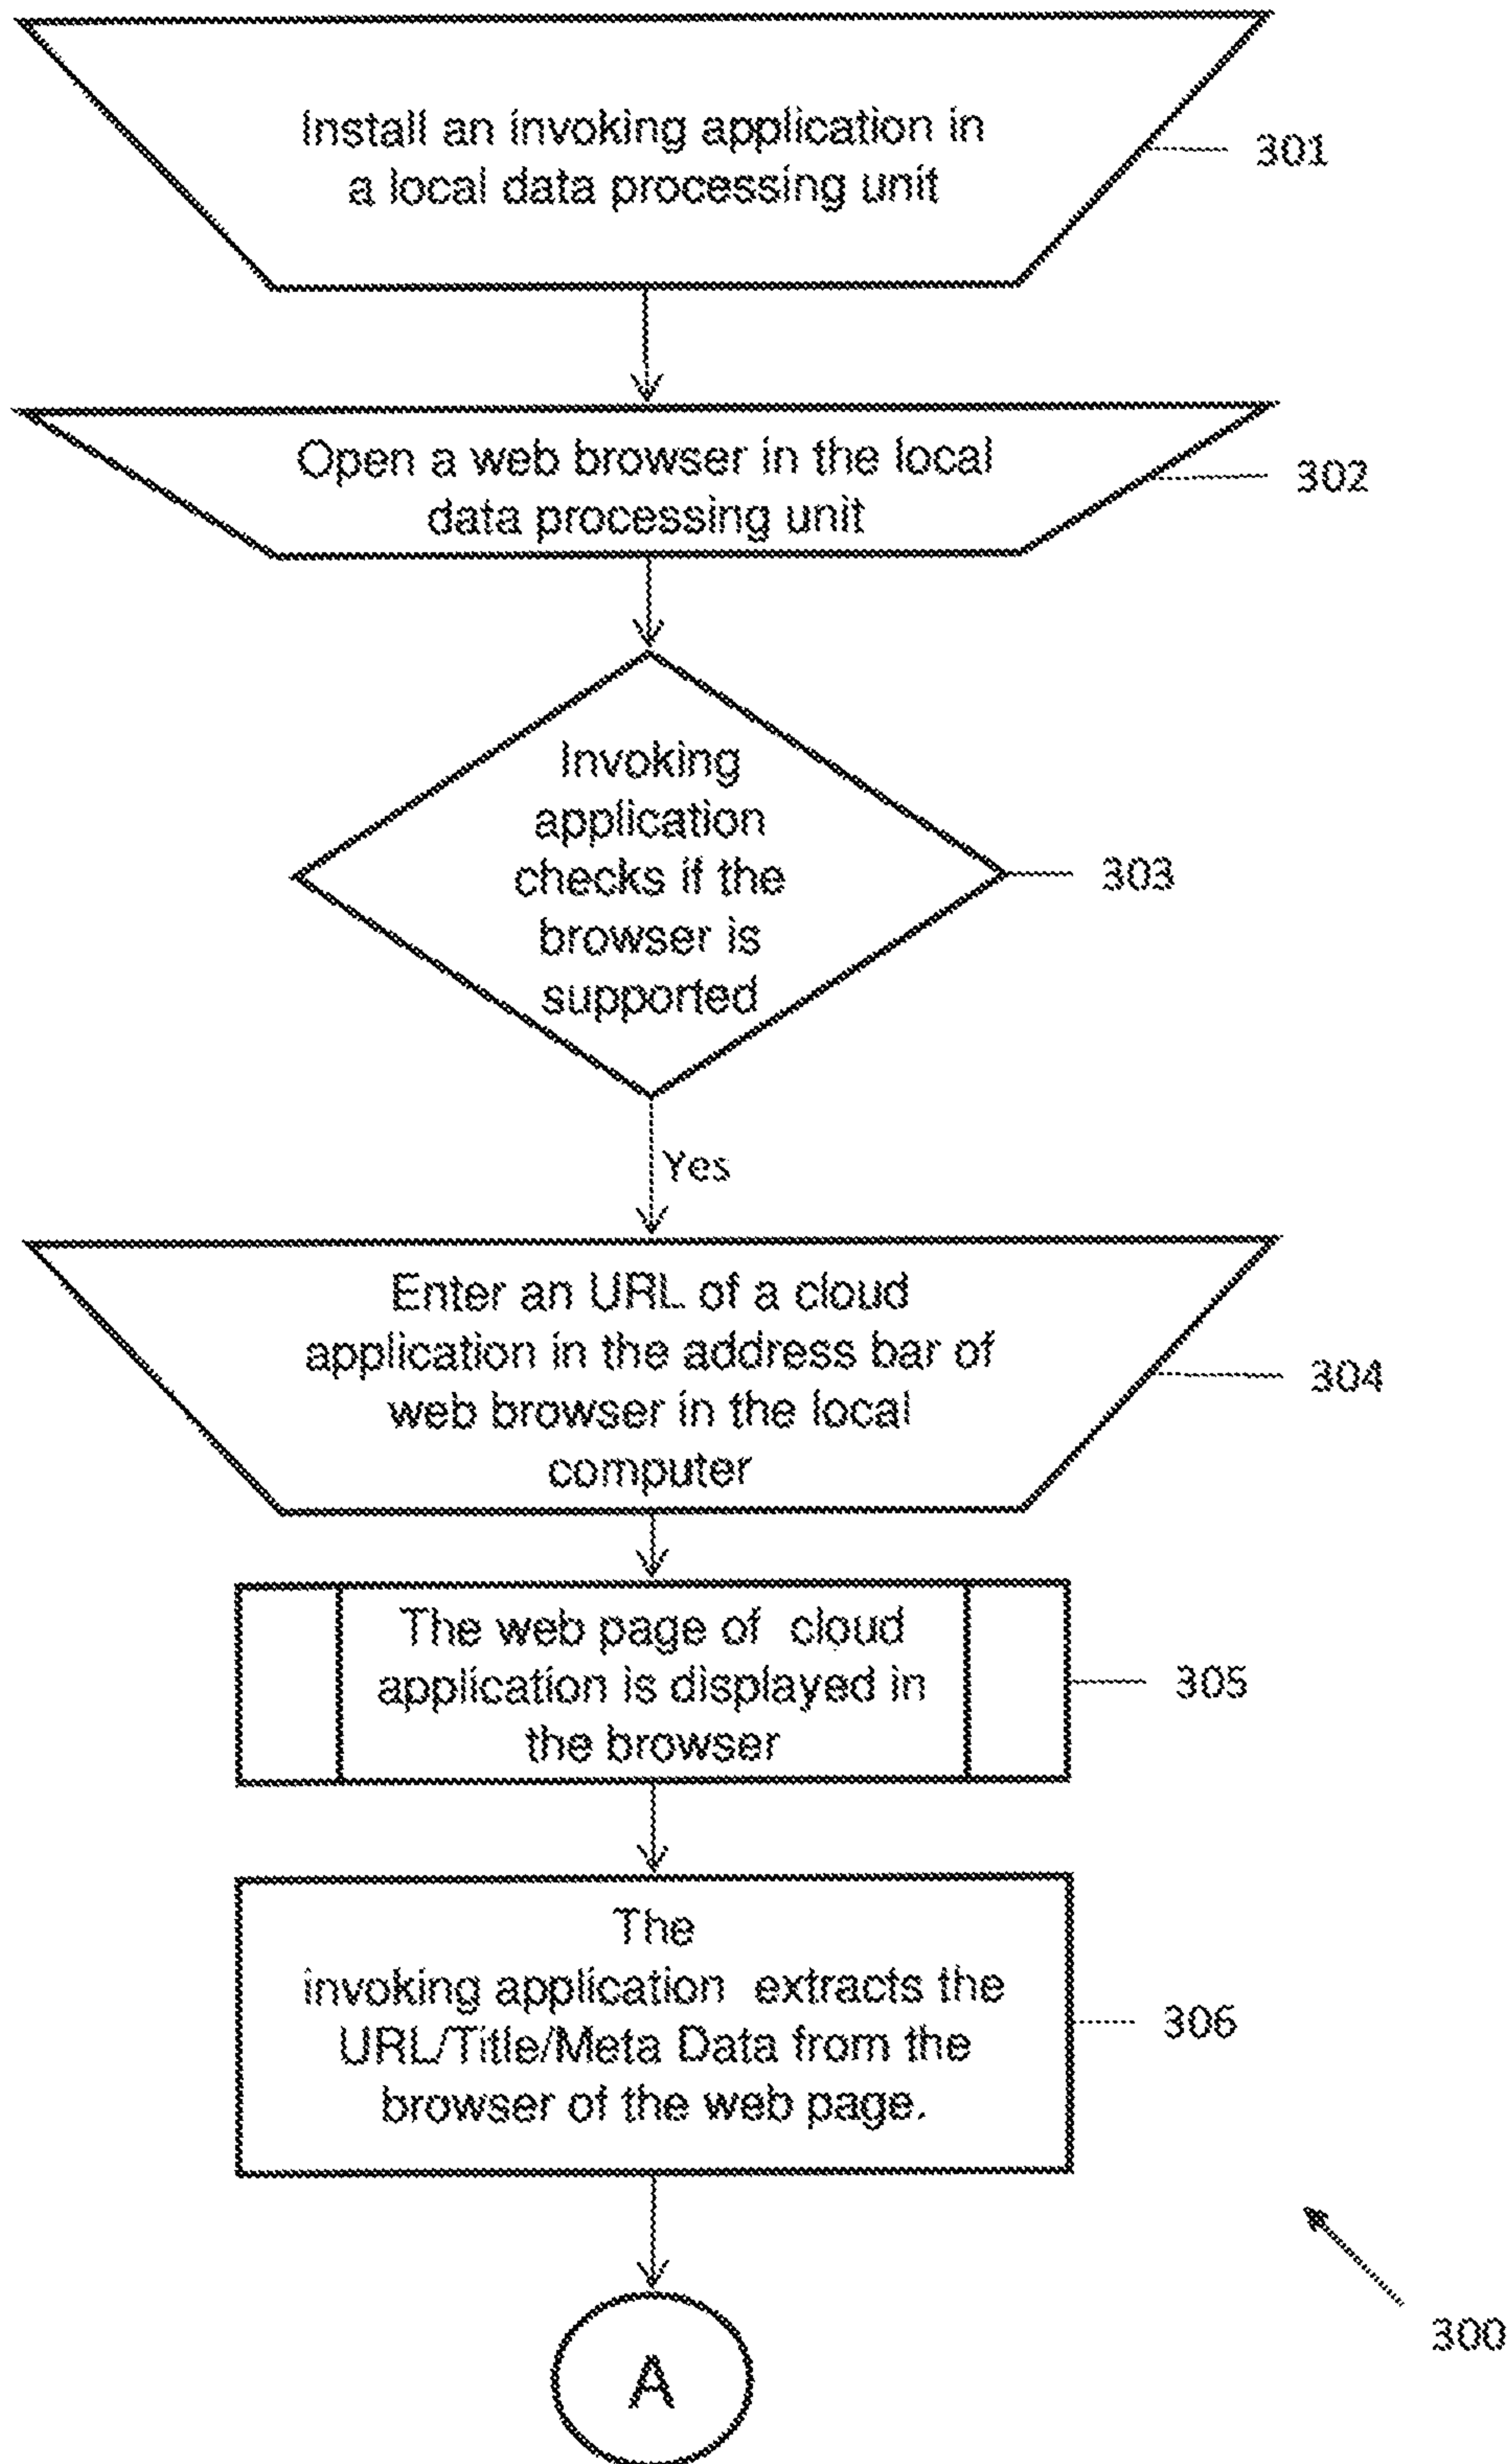 Install an invoking application in
a local data processing unit
301
Open a web browser in the local
data processing unit
302
Invoking
application
checks if the
browser is
supported
303
Yes
Enter an URL of a cloud
application in the address bar of
web browser in the local
computer
304
The web page of cloud
application is displayed in
the browser
305
The
invoking application extracts the
URL/Title/Meta Data from the
browser of the web page.
306
300
A